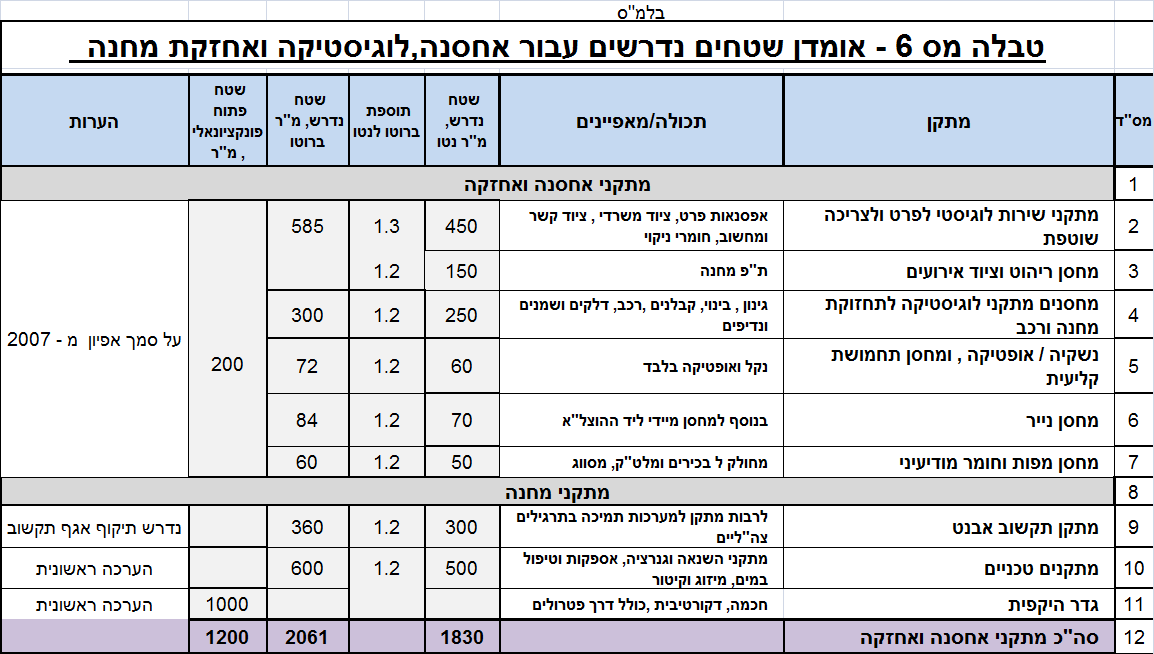 בלמ"ס
טבלה מס 6 - אומדן שטחים נדרשים עבור אחסנה,לוגיסטיקה ואחזקת מחנה
מס"ד מתקן תכולה/מאפיינים שטח נדרש, מ"ר נטו תוספת ברוטו לנטו שטח נדרש, מ"ר ברוטו שטח פתוח פונקציונאלי , מ"ר הערות
1 מתקני אחסנה ואחזקה
2 מתקני שירות לוגיסטי לפרט ולצריכה שוטפת אפסנאות פרט, ציוד משרדי , ציוד קשר ומחשוב, חומרי ניקוי 450 1.3 585 200 על סמך אפיון מ - 2007
3 מחסן ריהוט וציוד אירועים ת"פ מחנה 150 1.2
4 מחסנים מתקני לוגיסטיקה לתחזוקת מחנה ורכב גינון , בינוי, קבלנים ,רכב, דלקים ושמנים ונדיפים 250 1.2 300
5 נשקיה / אופטיקה , ומחסן תחמושת קליעית נקל ואופטיקה בלבד 60 1.2 72
6 מחסן נייר בנוסף למחסן מיידי ליד ההוצל"א 70 1.2 84
7 מחסן מפות וחומר מודיעיני מחולק ל בכירים ומלט"ק, מסווג 50 1.2 60
8 מתקני מחנה
9 מתקן תקשוב אבנט לרבות מתקן למערכות תמיכה בתרגילים צה"ליים 300 1.2 360 נדרש תיקוף אגף תקשוב
10 מתקנים טכניים מתקני השנאה וגנרציה, אספקות וטיפול במים, מיזוג וקיטור 500 1.2 600 הערכה ראשונית
11 גדר היקפית חכמה, דקורטיבית ,כולל דרך פטרולים 1000 הערכה ראשונית
12 סה"כ מתקני אחסנה ואחזקה 1830 2061 1200